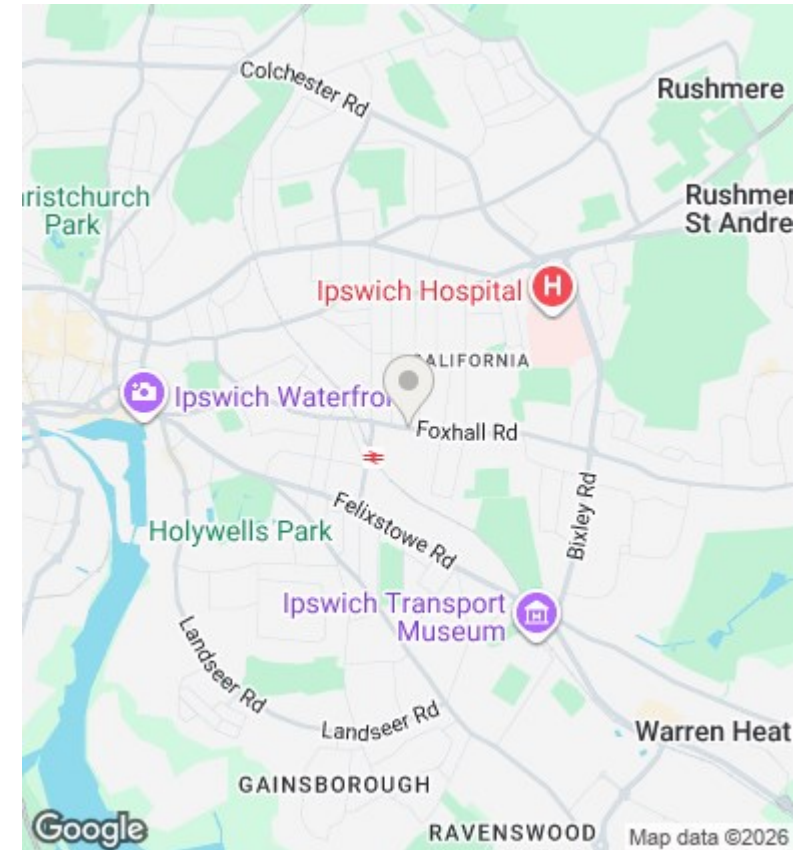 Colchester Rd
Rushmere
ristchurch
Park
Rushmer
St Andre
Ipswich Hospital
H
ALIFORNIA
Ipswich Waterfron
Foxhall Rd
Holywells Park
Felixstowe Rd
Bixley Rd
Ipswich Transport
Museum
Landseer Rd
Landseer Rd
Warren Heat
GAINSBOROUGH
RAVENSWOOD
Google
Map data ©2026